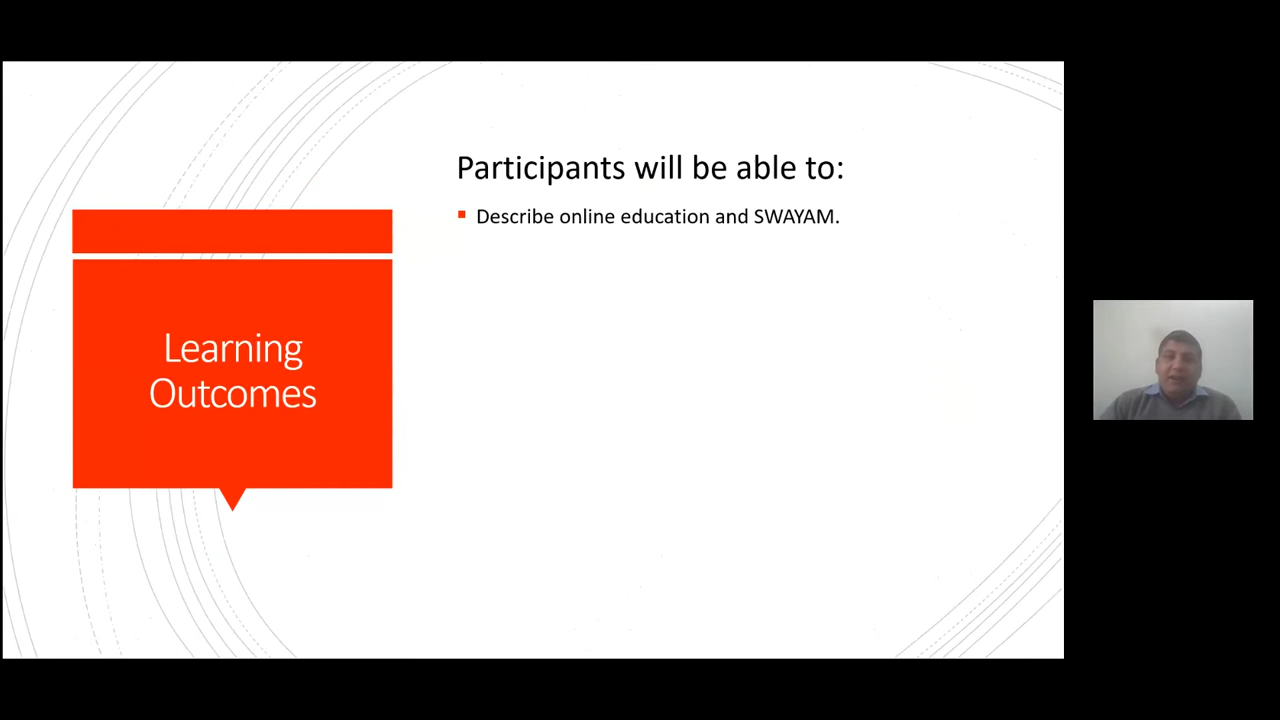 Learning
Outcomes
Participants will be able to:
Describe online education and SWAYAM.